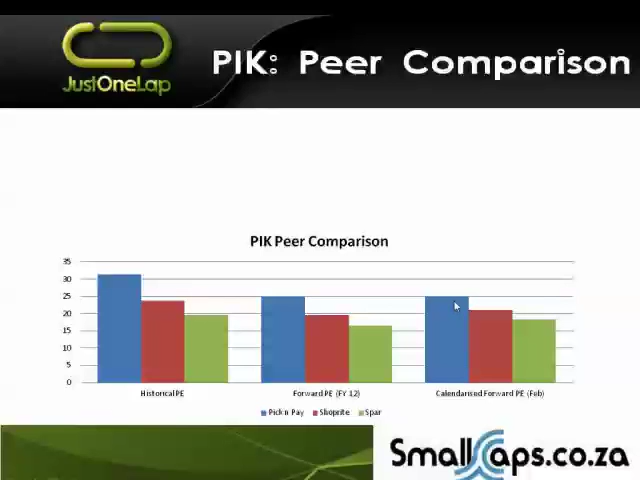 JustOneLap
PIK: Peer Comparison
PIK Peer Comparison
35
30
25
20
15
10
5
0
Historical PE
Forward PE (FY 12)
Calendarised Forward PE (Feb)
Pick n Pay
Shoprite
Spar
SmallCaps.co.za